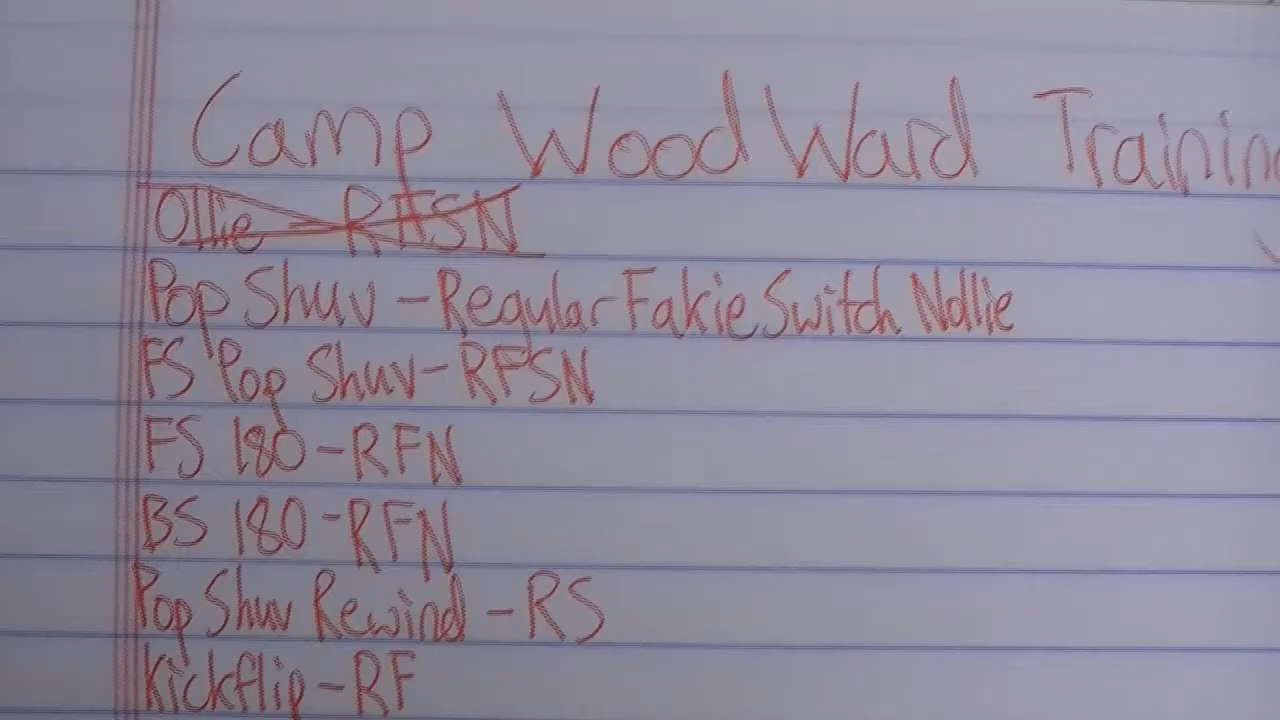 Camp WoodWard Training
Ollie - RFSN
Pop Shuv - Regular Fakie Switch Nollie
FS Pop Shuv - RFSN
FS 180 - RFN
BS 180 - RFN
Pop Shuv Rewind - RS
Kickflip - RF